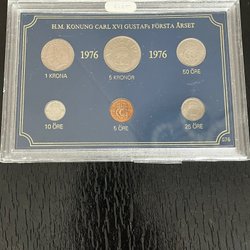 H.M. KONUNG CARL XVI GUSTAFs FÖRSTA ÅRSET
1976 1976
1 KRONA 5 KRONOR 50 ÖRE
10 ÖRE 5 ÖRE 25 ÖRE